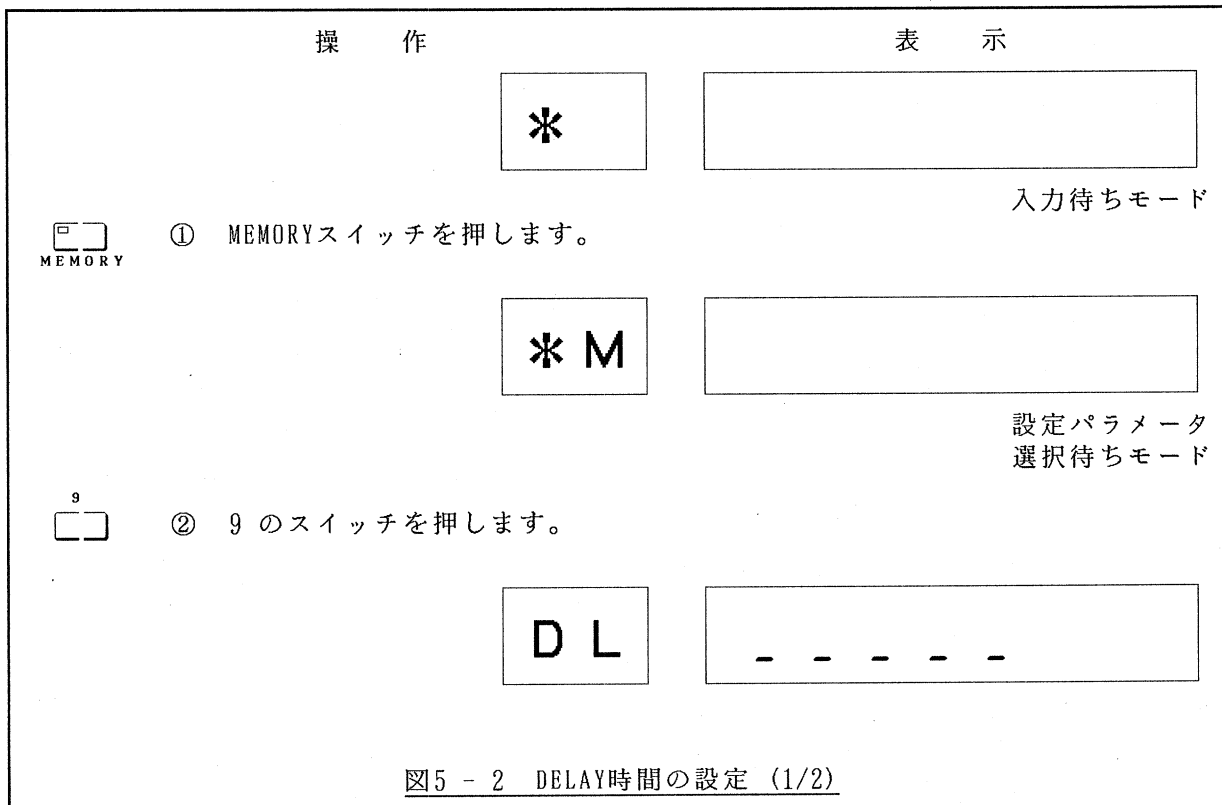 操　作　　　表　示
*
入力待ちモード
MEMORY
① MEMORYスイッチを押します。
* M
設定パラメータ
選択待ちモード
9
② 9 のスイッチを押します。
D L　_ _ _ _ _
図5 - 2　DELAY時間の設定 (1/2)